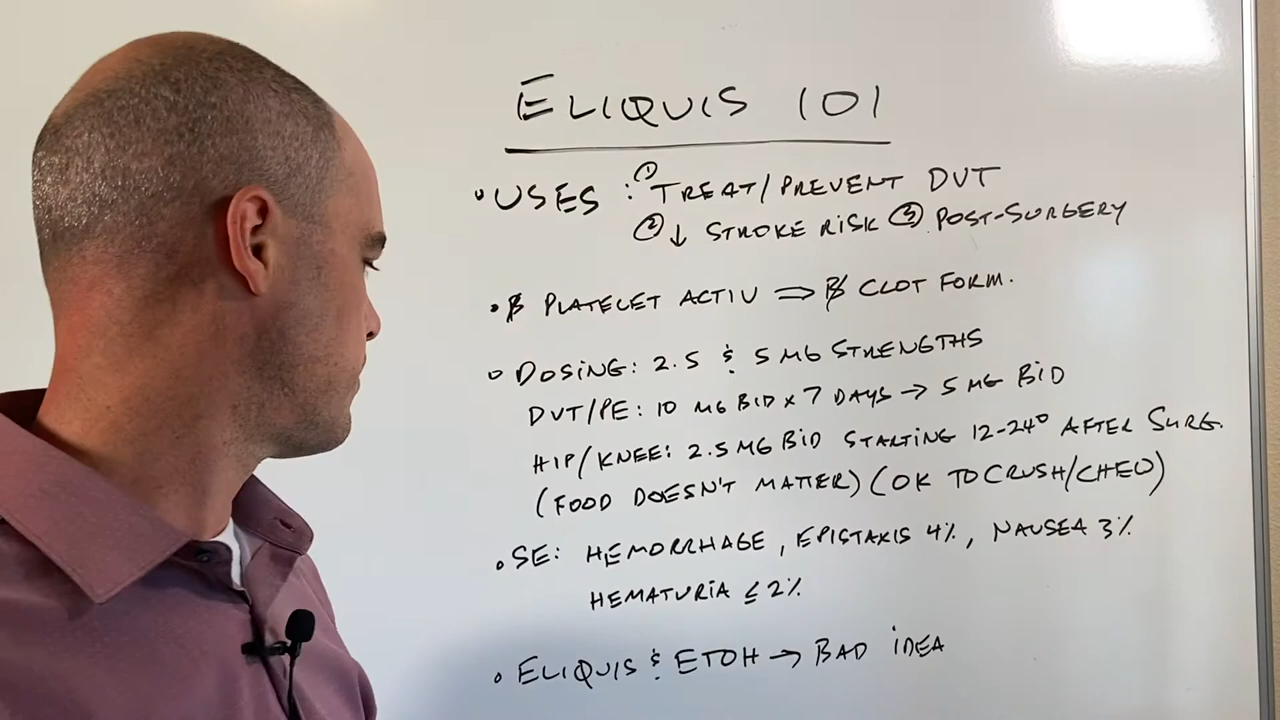 ELIQUIS 101
• USES: ① TREAT/PREVENT DVT
② ↓ STROKE RISK ③ POST-SURGERY
• PLATELET ACTIV ⇒ CLOT FORM.
• DOSING: 2.5 & 5 MG STRENGTHS
DVT/PE: 10 MG BID x 7 DAYS → 5 MG BID
HIP/KNEE: 2.5 MG BID STARTING 12-24° AFTER SURG.
(FOOD DOESN'T MATTER) (OK TO CRUSH/CHEW)
• SE: HEMORRHAGE, EPISTAXIS 4%, NAUSEA 3%
HEMATURIA ≤ 2%
• ELIQUIS & ETOH → BAD IDEA